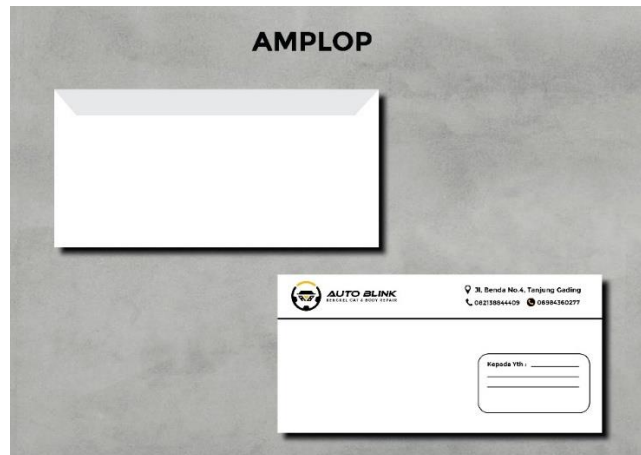 AMPLOP
AUTO BLINK
BENGKEL CAT & BODY REPAIR
Jl. Benda No.4. Tanjung Gading
082138844409 08984360277
Kepada Yth :